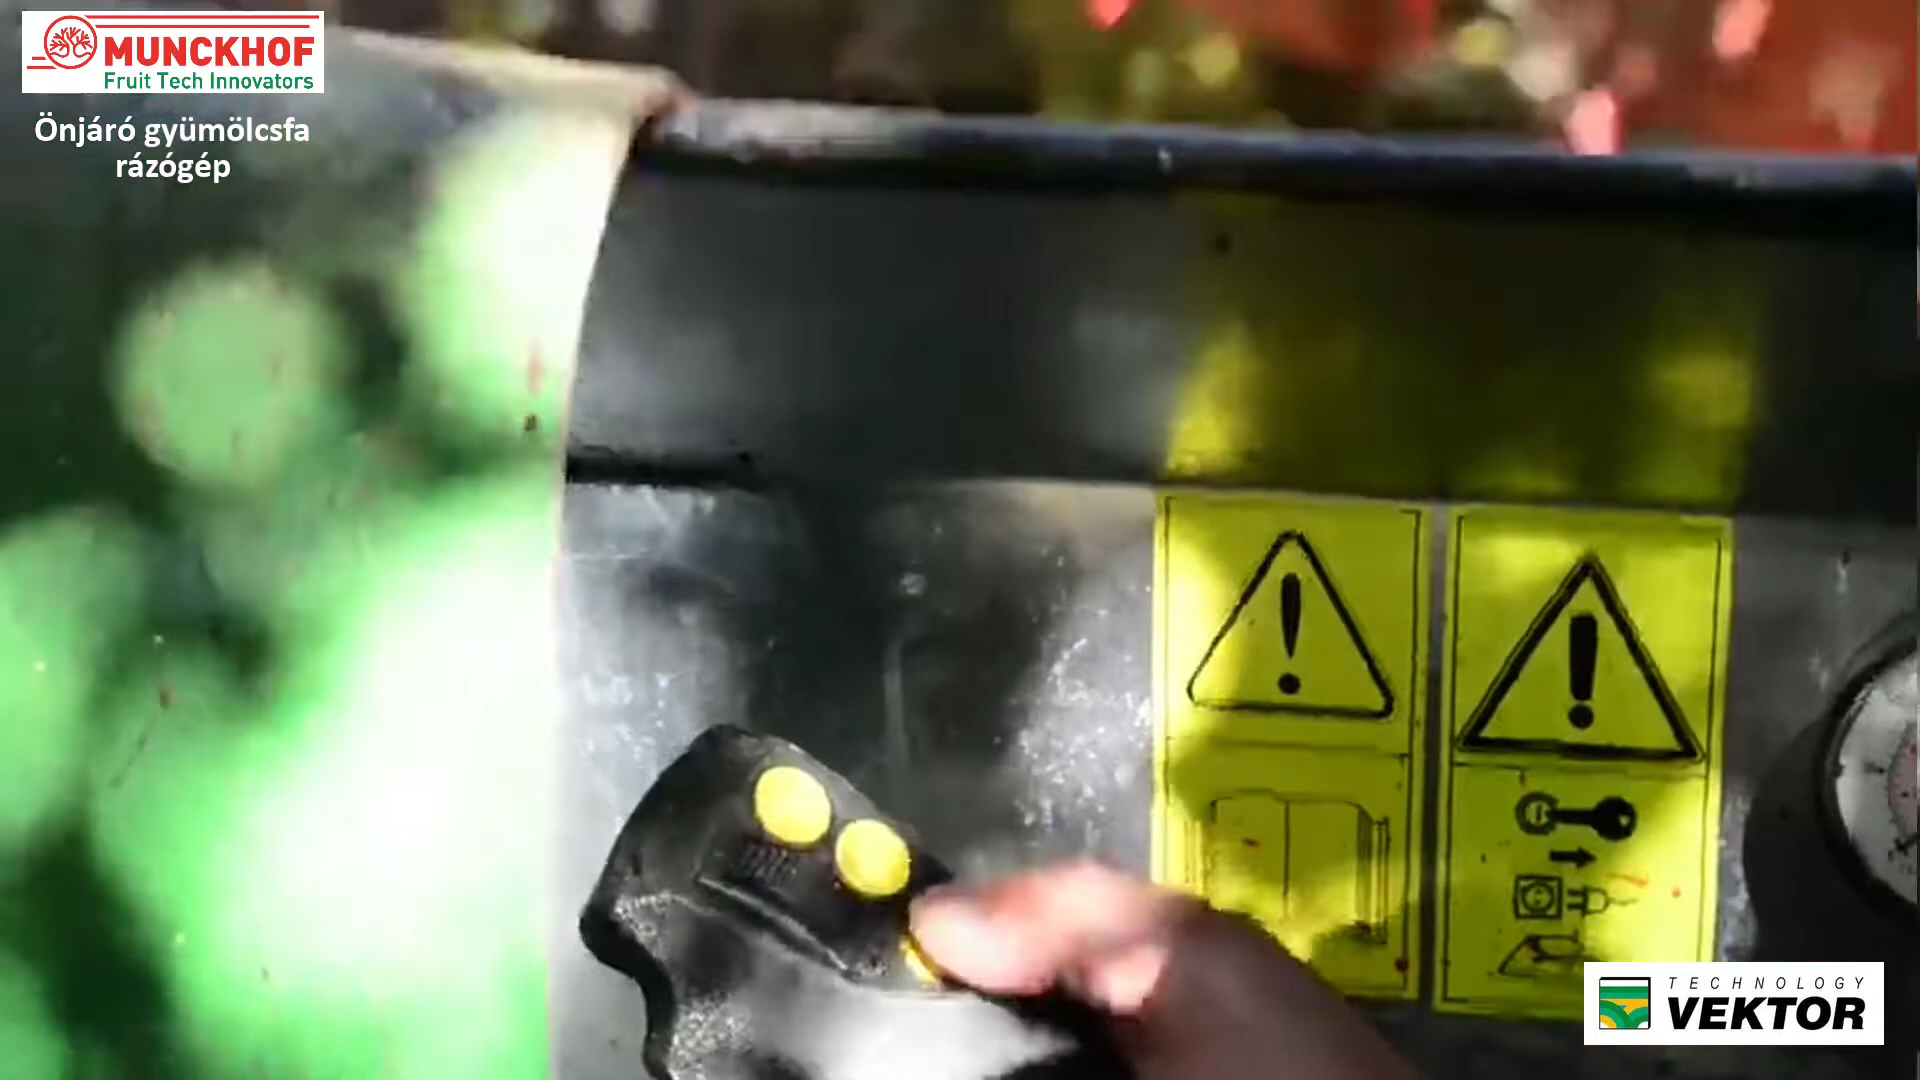 MUNCKHOF
Fruit Tech Innovators
Önjáró gyümölcsfa
rázógép
TECHNOLOGY
VEKTOR